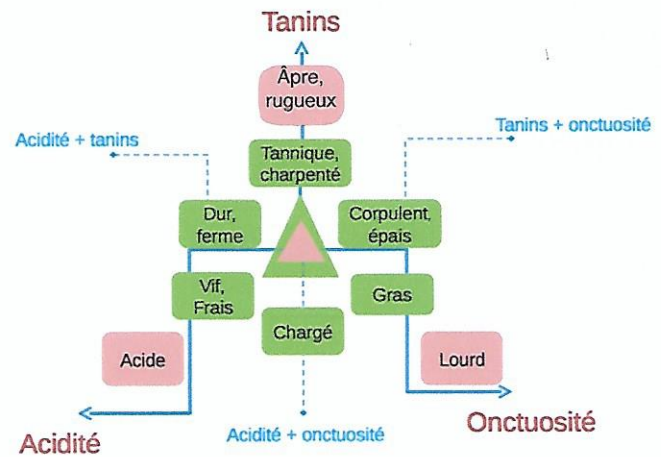 Tanins
Âpre,
rugueux
Acidité + tanins
Tanins + onctuosité
Tannique,
charpenté
Dur,
ferme
Corpulent,
épais
Vif,
Frais
Gras
Chargé
Acide
Lourd
Acidité
Acidité + onctuosité
Onctuosité